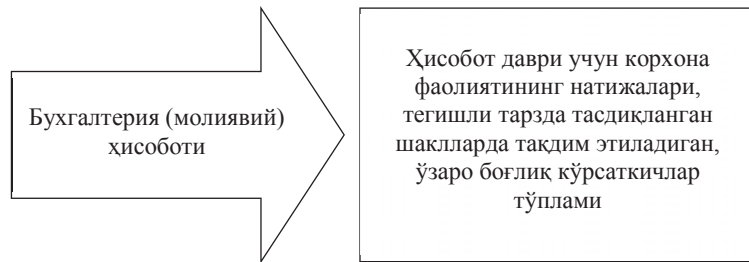 Бухгалтерия (молиявий)
ҳисоботи
Ҳисобот даври учун корхона
фаолиятининг натижалари,
тегишли тарзда тасдиқланган
шаклларда тақдим этиладиган,
ўзаро боғлиқ кўрсаткичлар
тўплами